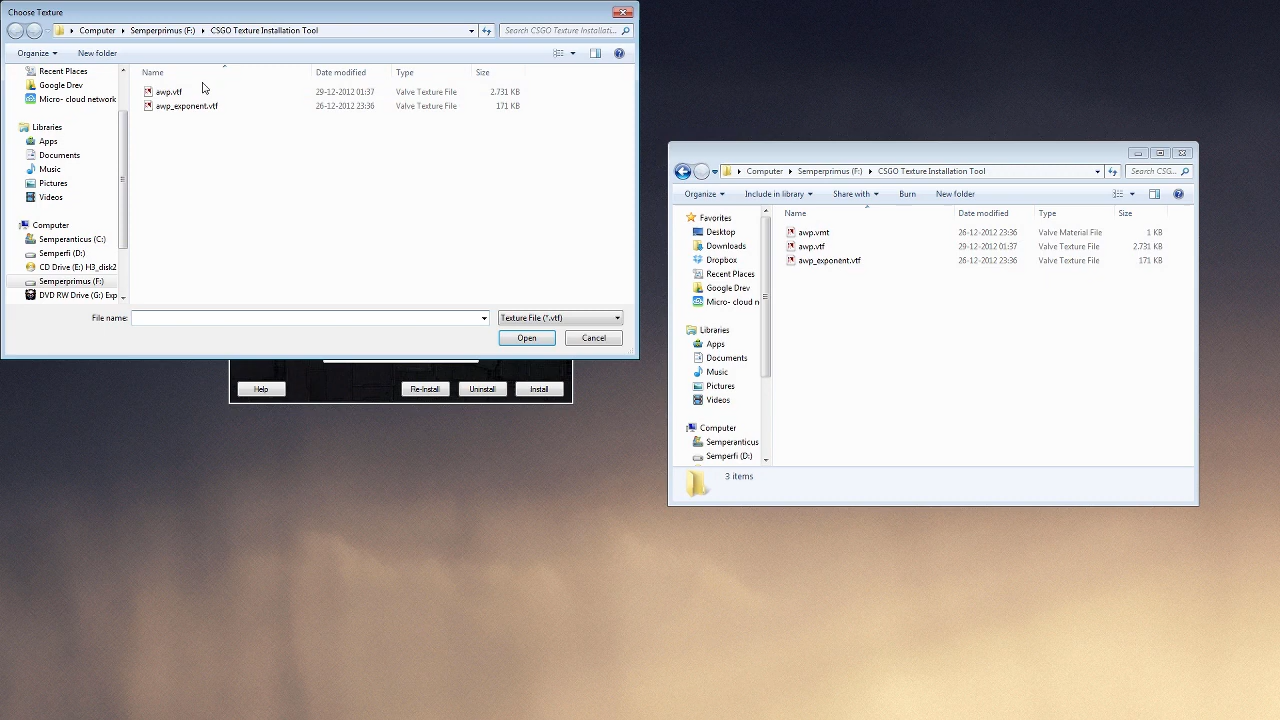 Choose Texture
Computer Semperprimus (F:) CSGO Texture Installation Tool Search CSGO Texture Installati...
Organize New folder
Name Date modified Type Size
awp.vtf 29-12-2012 01:37 Valve Texture File 2.731 KB
awp_exponent.vtf 26-12-2012 23:36 Valve Texture File 171 KB
Recent Places
Google Drev
Micro- cloud network
Libraries
Apps
Documents
Music
Pictures
Videos
Computer
Semperanticus (C:)
Semperfi (D:)
CD Drive (E:) H3_disk2
Semperprimus (F:)
DVD RW Drive (G:) Exp
File name: Texture File (*.vtf)
Open Cancel
Help Re-Install Uninstall Install
Computer Semperprimus (F:) CSGO Texture Installation Tool Search CSG...
Organize Include in library Share with Burn New folder
Name Date modified Type Size
awp.vmt 26-12-2012 23:36 Valve Material File 1 KB
awp.vtf 29-12-2012 01:37 Valve Texture File 2.731 KB
awp_exponent.vtf 26-12-2012 23:36 Valve Texture File 171 KB
Favorites
Desktop
Downloads
Dropbox
Recent Places
Google Drev
Micro- cloud n
Libraries
Apps
Documents
Music
Pictures
Videos
Computer
Semperanticus
Semperfi (D:)
3 items